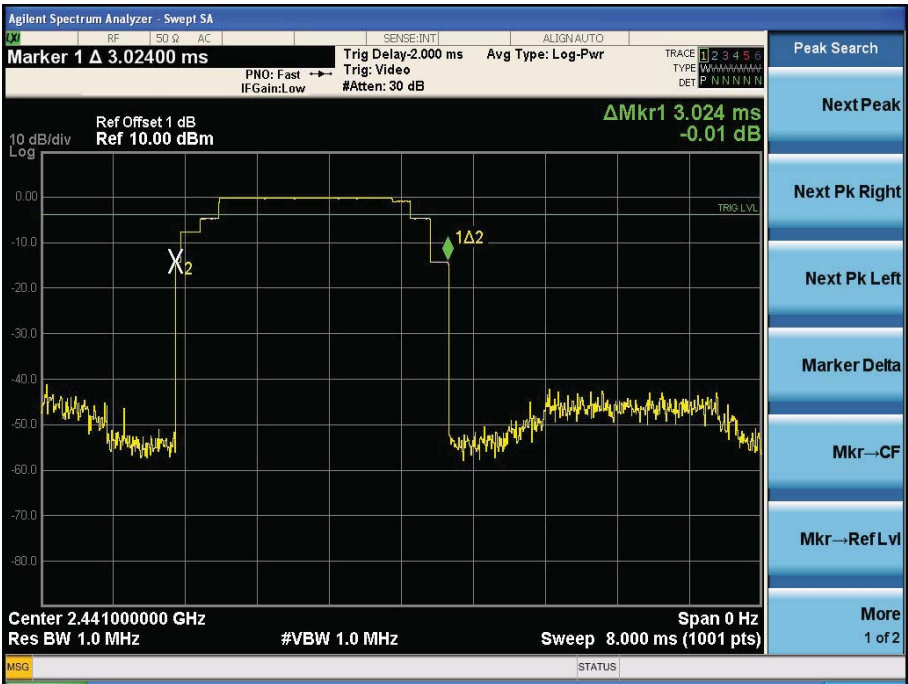 Agilent Spectrum Analyzer - Swept SA
LXI RF 50 Ω AC SENSE:INT ALIGN AUTO
Marker 1 Δ 3.02400 ms
PNO: Fast
IFGain:Low
Trig Delay-2.000 ms
Trig: Video
#Atten: 30 dB
Avg Type: Log-Pwr
TRACE 1 2 3 4 5 6
TYPE
DET P N N N N N
ΔMkr1 3.024 ms
-0.01 dB
10 dB/div
Log
Ref Offset 1 dB
Ref 10.00 dBm
0.00
TRIG LVL
-10.0
1Δ2
2
-20.0
-30.0
-40.0
-50.0
-60.0
-70.0
-80.0
Center 2.441000000 GHz
Span 0 Hz
Res BW 1.0 MHz
#VBW 1.0 MHz
Sweep 8.000 ms (1001 pts)
MSG
STATUS
Peak Search
Next Peak
Next Pk Right
Next Pk Left
Marker Delta
Mkr→CF
Mkr→Ref Lvl
More
1 of 2